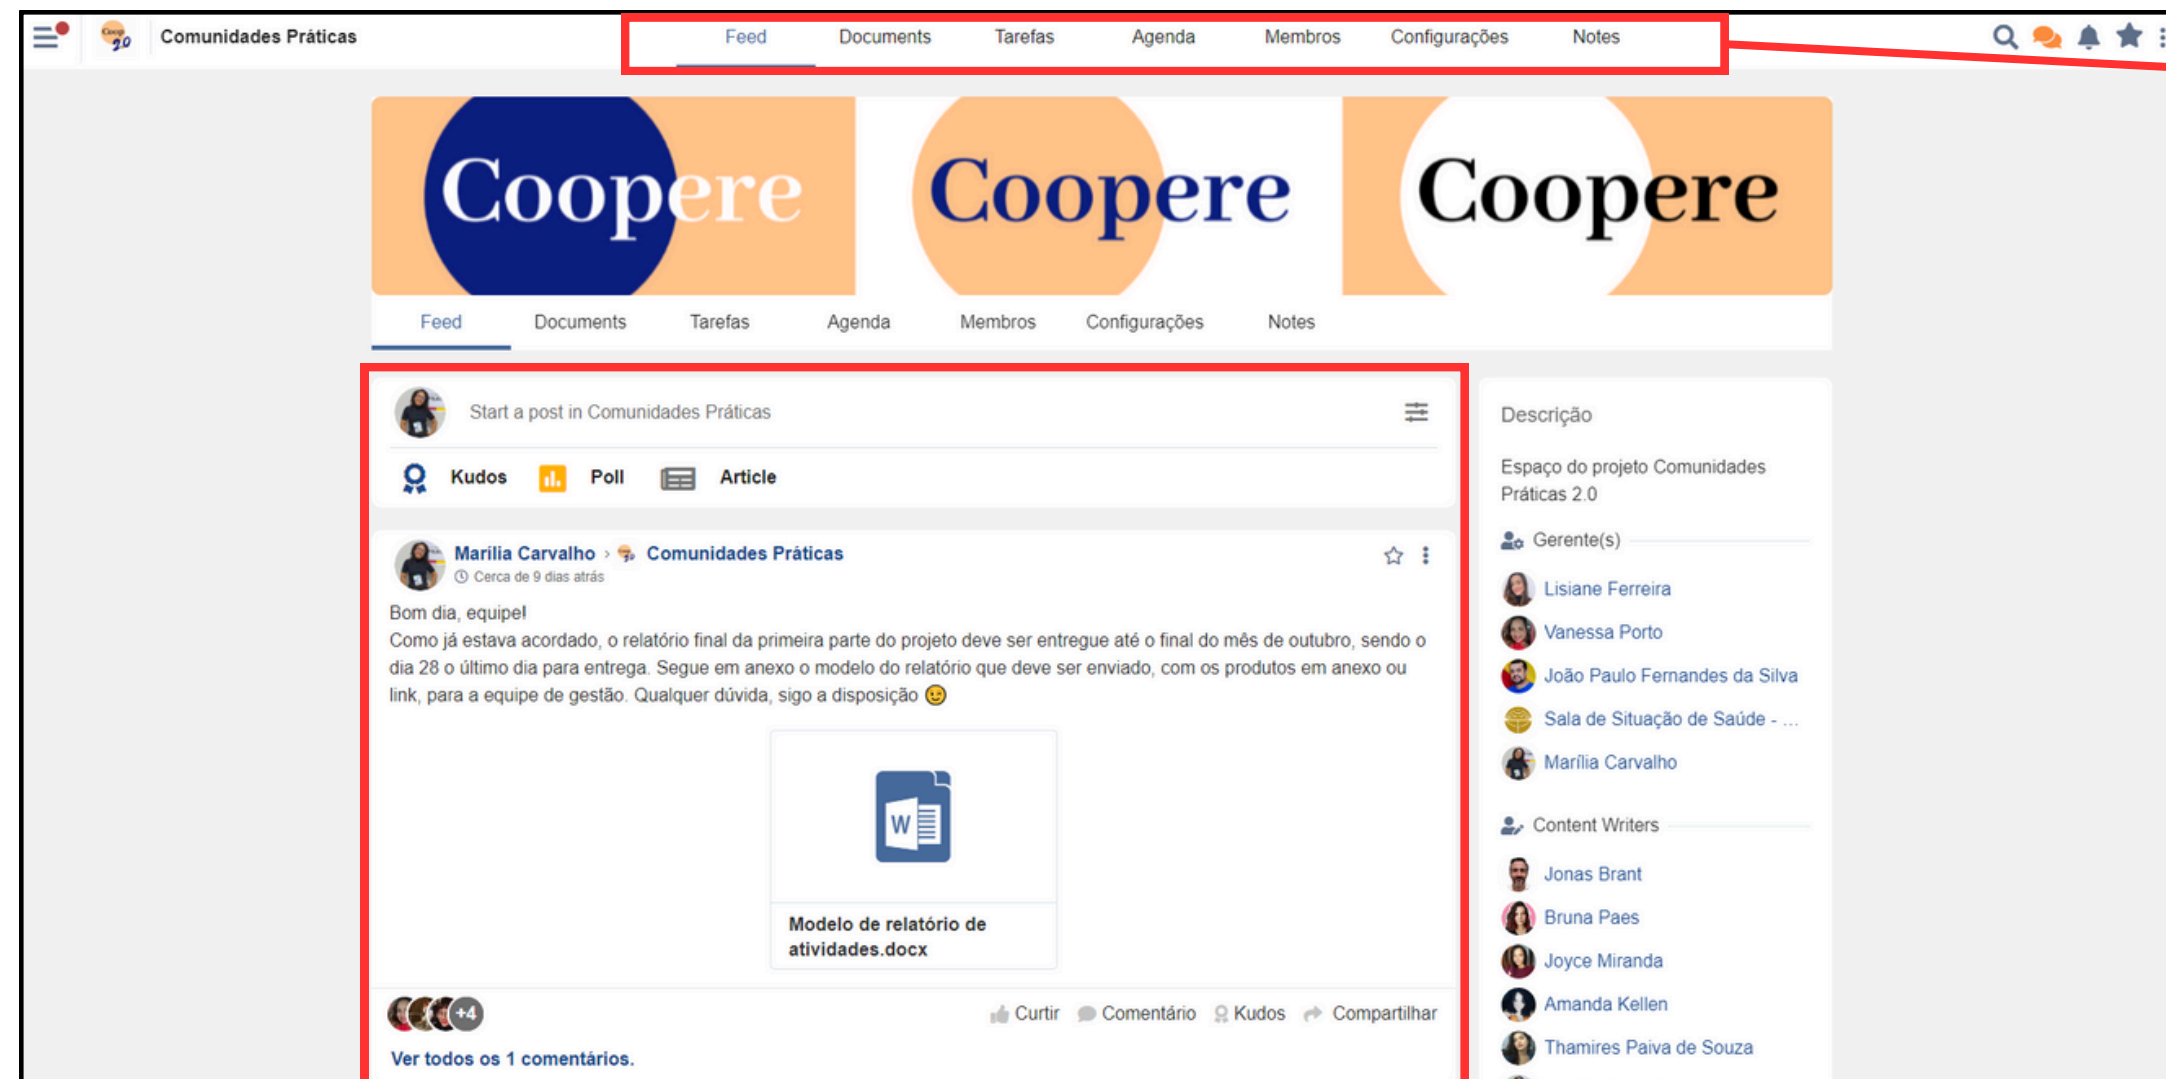 Coop 2.0 Comunidades Práticas Feed Documents Tarefas Agenda Membros Configurações Notes
Coopere Coopere Coopere
Feed Documents Tarefas Agenda Membros Configurações Notes
Start a post in Comunidades Práticas
Kudos Poll Article
Marília Carvalho > Comunidades Práticas
Cerca de 9 dias atrás
Bom dia, equipe!
Como já estava acordado, o relatório final da primeira parte do projeto deve ser entregue até o final do mês de outubro, sendo o
dia 28 o último dia para entrega. Segue em anexo o modelo do relatório que deve ser enviado, com os produtos em anexo ou
link, para a equipe de gestão. Qualquer dúvida, sigo a disposição 😉
W
Modelo de relatório de
atividades.docx
+4 Curtir Comentário Kudos Compartilhar
Ver todos os 1 comentários.
Descrição
Espaço do projeto Comunidades
Práticas 2.0
Gerente(s)
Lisiane Ferreira
Vanessa Porto
João Paulo Fernandes da Silva
Sala de Situação de Saúde - ...
Marília Carvalho
Content Writers
Jonas Brant
Bruna Paes
Joyce Miranda
Amanda Kellen
Thamires Paiva de Souza